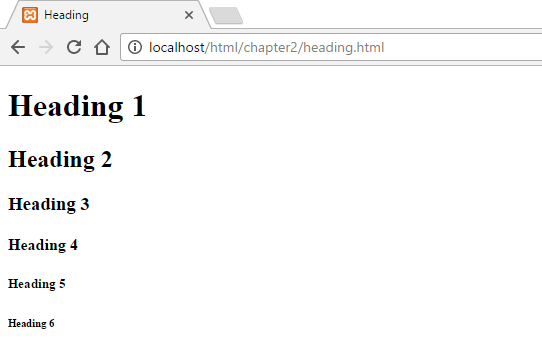 Heading
localhost/html/chapter2/heading.html
Heading 1
Heading 2
Heading 3
Heading 4
Heading 5
Heading 6